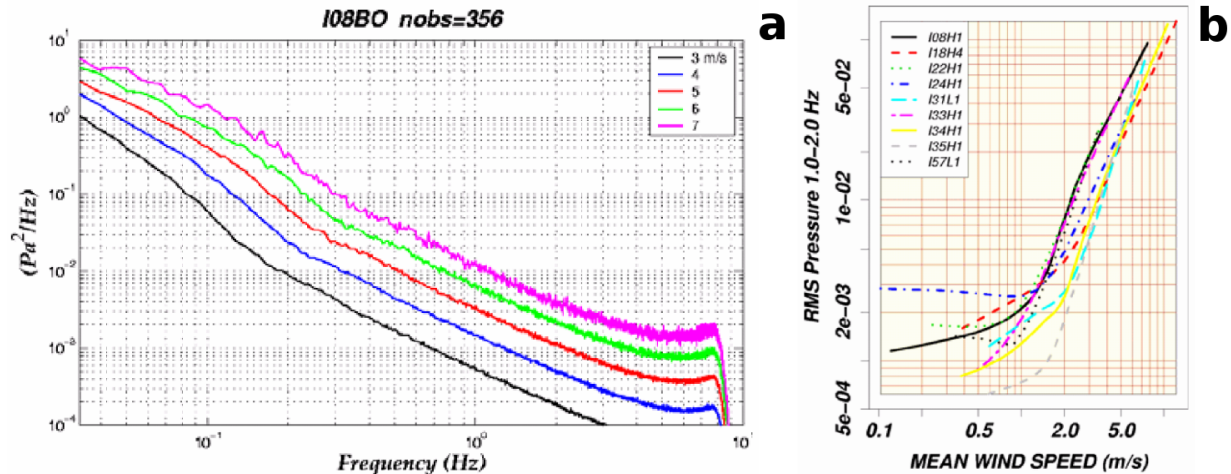 I08BO nobs=356
a
10¹
10⁰
10⁻¹
10⁻²
10⁻³
10⁻⁴
(Pa²/Hz)
3 m/s
4
5
6
7
10⁻¹
10⁰
10¹
Frequency (Hz)
b
I08H1
I18H4
I22H1
I24H1
I31L1
I33H1
I34H1
I35H1
I57L1
RMS Pressure 1.0−2.0 Hz
5e−02
1e−02
2e−03
5e−04
0.1
0.5
2.0
5.0
MEAN WIND SPEED (m/s)